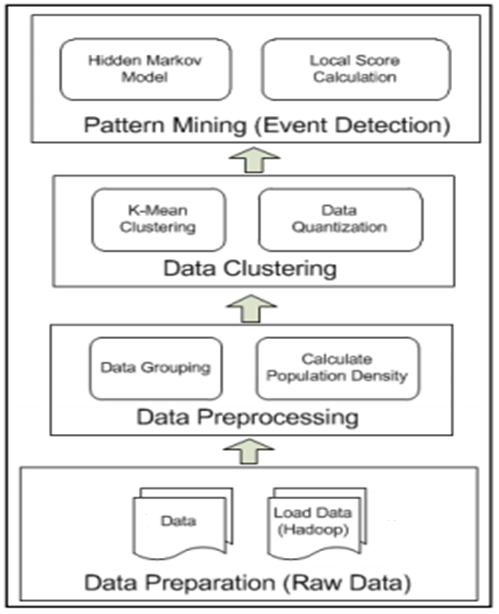 Hidden Markov
Model
Local Score
Calculation
Pattern Mining (Event Detection)
K-Mean
Clustering
Data
Quantization
Data Clustering
Data Grouping
Calculate
Population Density
Data Preprocessing
Data
Load Data
(Hadoop)
Data Preparation (Raw Data)